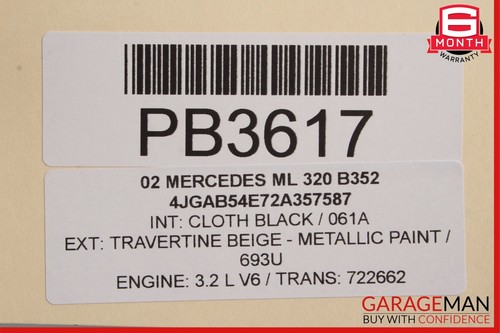 6
MONTH
WARRANTY
PB3617
02 MERCEDES ML 320 B352
4JGAB54E72A357587
INT: CLOTH BLACK / 061A
EXT: TRAVERTINE BEIGE - METALLIC PAINT /
693U
ENGINE: 3.2 L V6 / TRANS: 722662
GARAGEMAN
BUY WITH CONFIDENCE